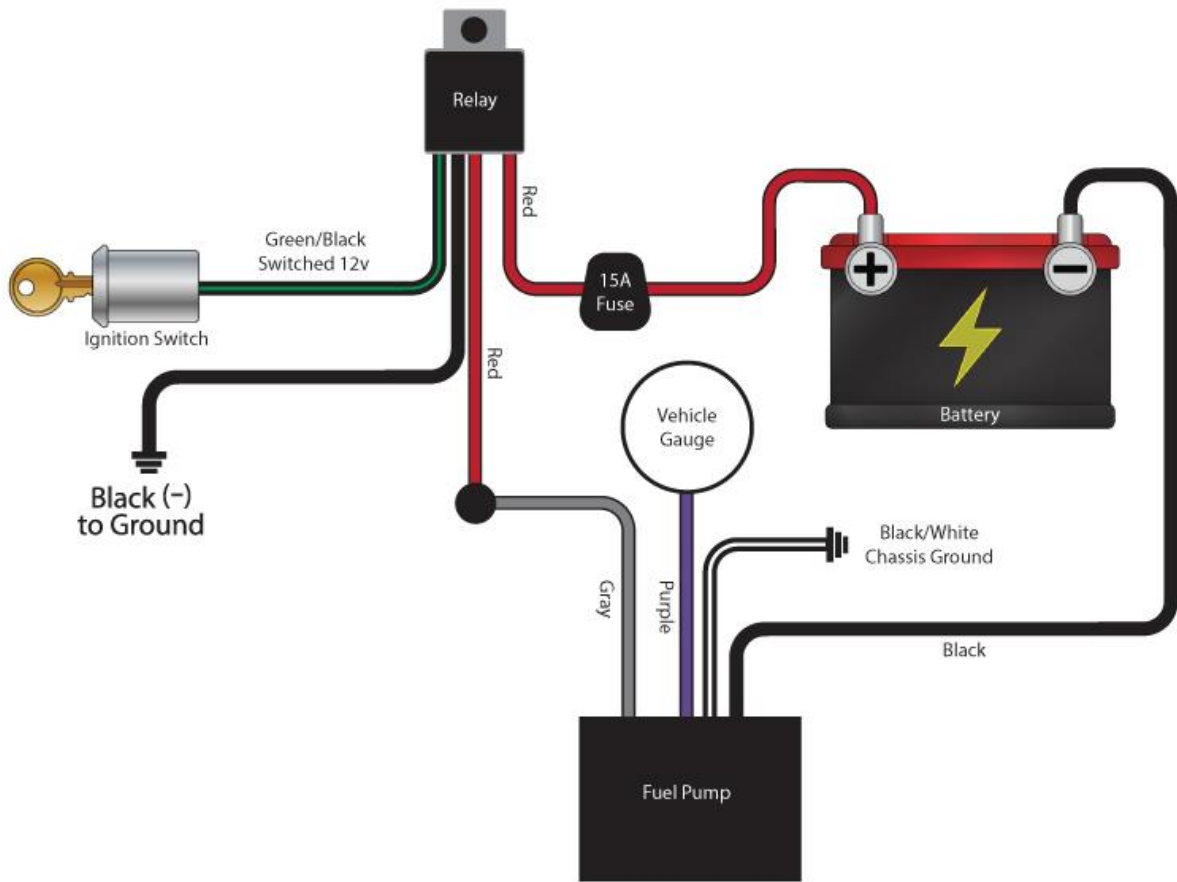 Relay
Red
Green/Black
Switched 12v
15A
Fuse
Ignition Switch
Red
Vehicle
Gauge
Battery
Black (-)
to Ground
Black/White
Chassis Ground
Gray
Purple
Black
Fuel Pump